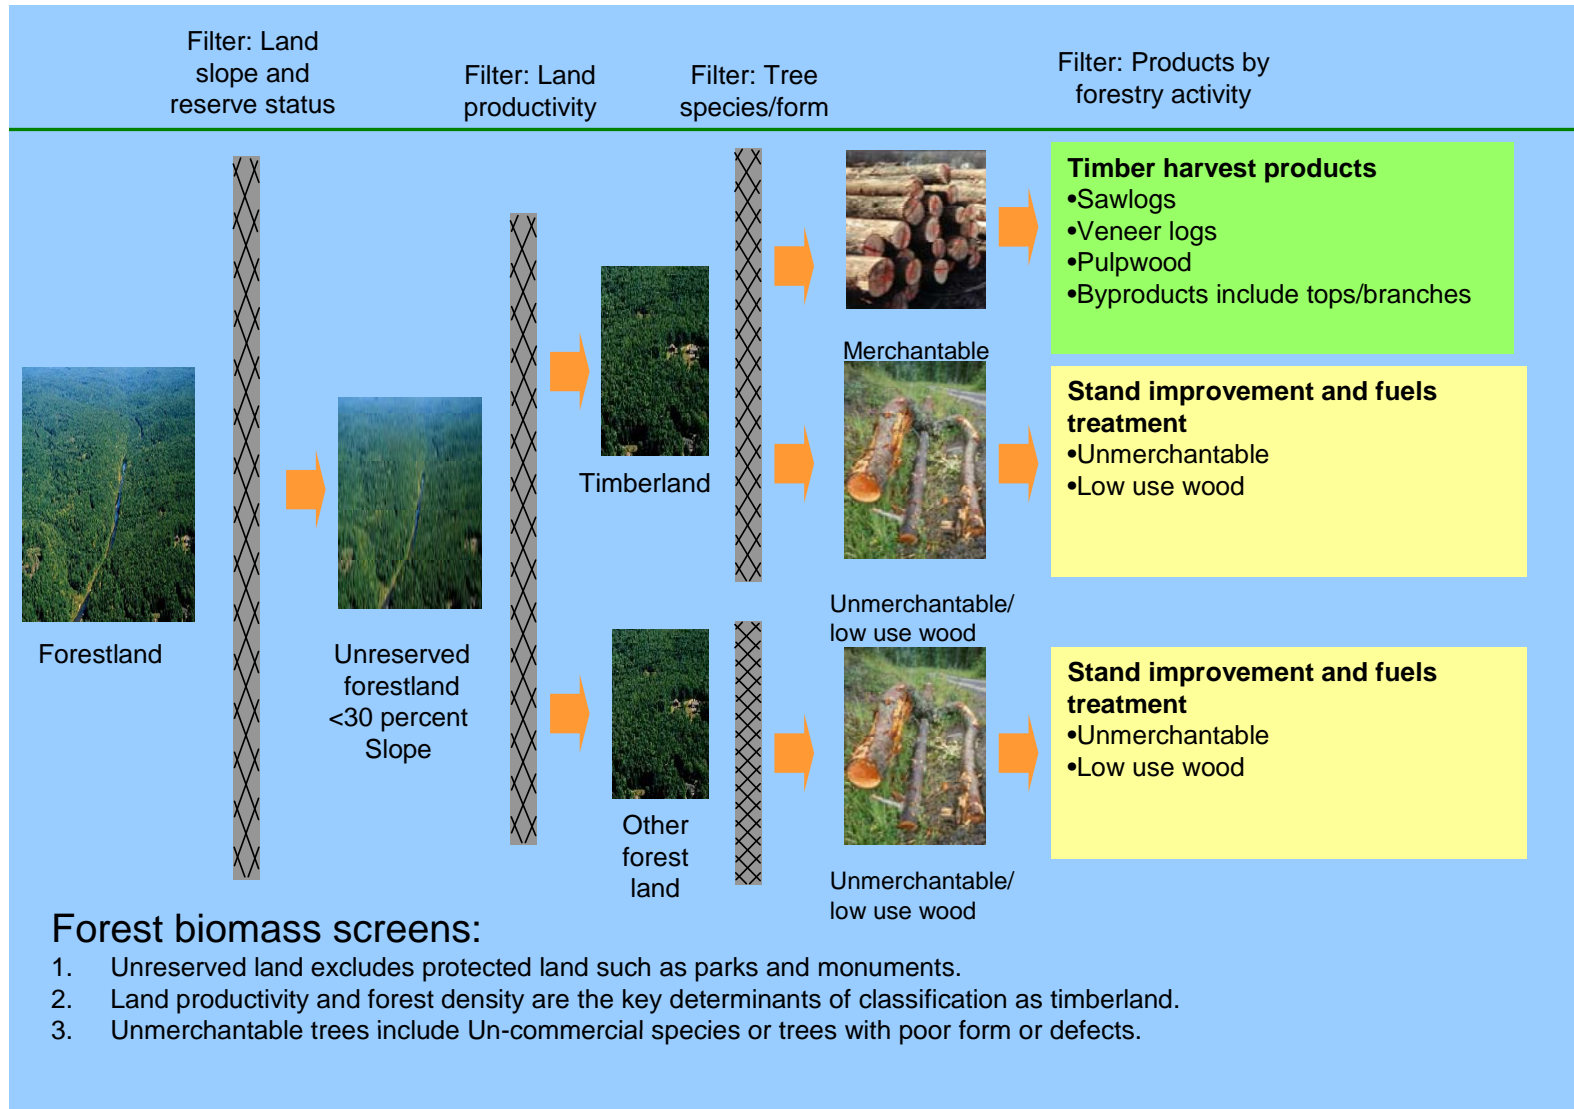 Filter: Land
slope and
reserve status
Filter: Land
productivity
Filter: Tree
species/form
Filter: Products by
forestry activity
Forestland
Unreserved
forestland
<30 percent
Slope
Timberland
Other
forest
land
Merchantable
Unmerchantable/
low use wood
Unmerchantable/
low use wood
Timber harvest products
•Sawlogs
•Veneer logs
•Pulpwood
•Byproducts include tops/branches
Stand improvement and fuels
treatment
•Unmerchantable
•Low use wood
Stand improvement and fuels
treatment
•Unmerchantable
•Low use wood
Forest biomass screens:
1. Unreserved land excludes protected land such as parks and monuments.
2. Land productivity and forest density are the key determinants of classification as timberland.
3. Unmerchantable trees include Un-commercial species or trees with poor form or defects.